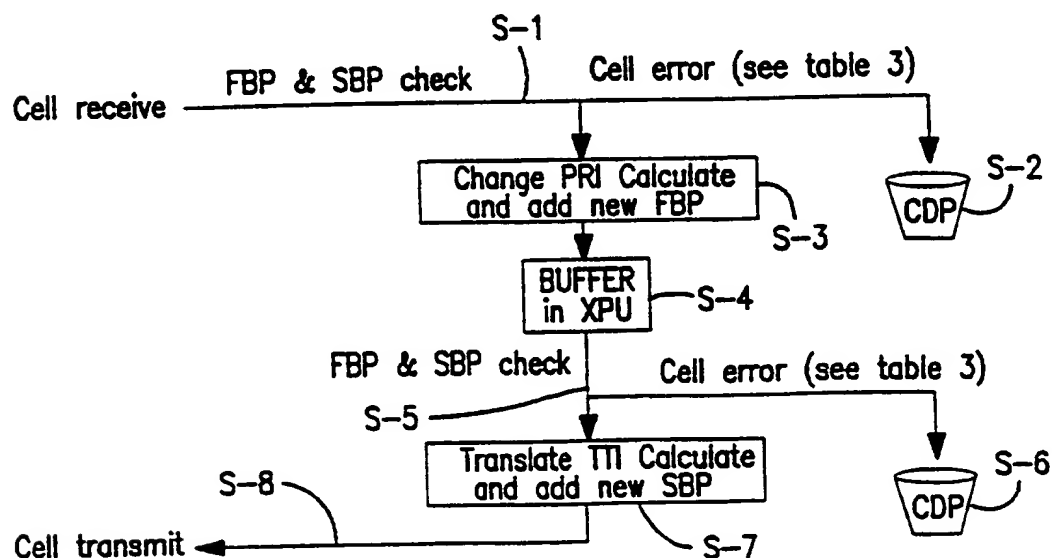 S-1
FBP & SBP check
Cell error (see table 3)
Cell receive
Change PRI Calculate
and add new FBP
S-2
CDP
S-3
BUFFER
in XPU
S-4
FBP & SBP check
Cell error (see table 3)
S-5
Translate TTI Calculate
and add new SBP
S-6
CDP
S-8
S-7
Cell transmit